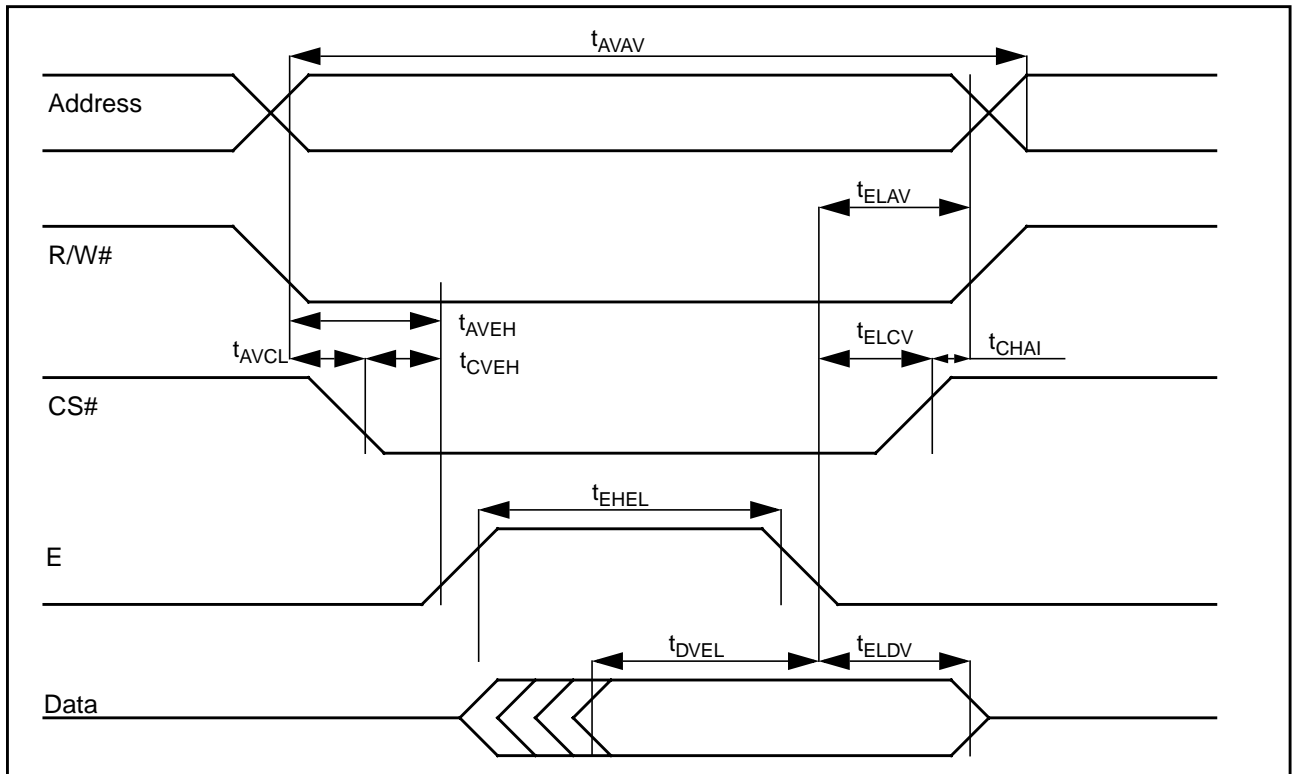 tAVAV
Address
tELAV
R/W#
tAVEH
tAVCL
tELCV
tCHAI
tCVEH
CS#
tEHEL
E
tDVEL
tELDV
Data